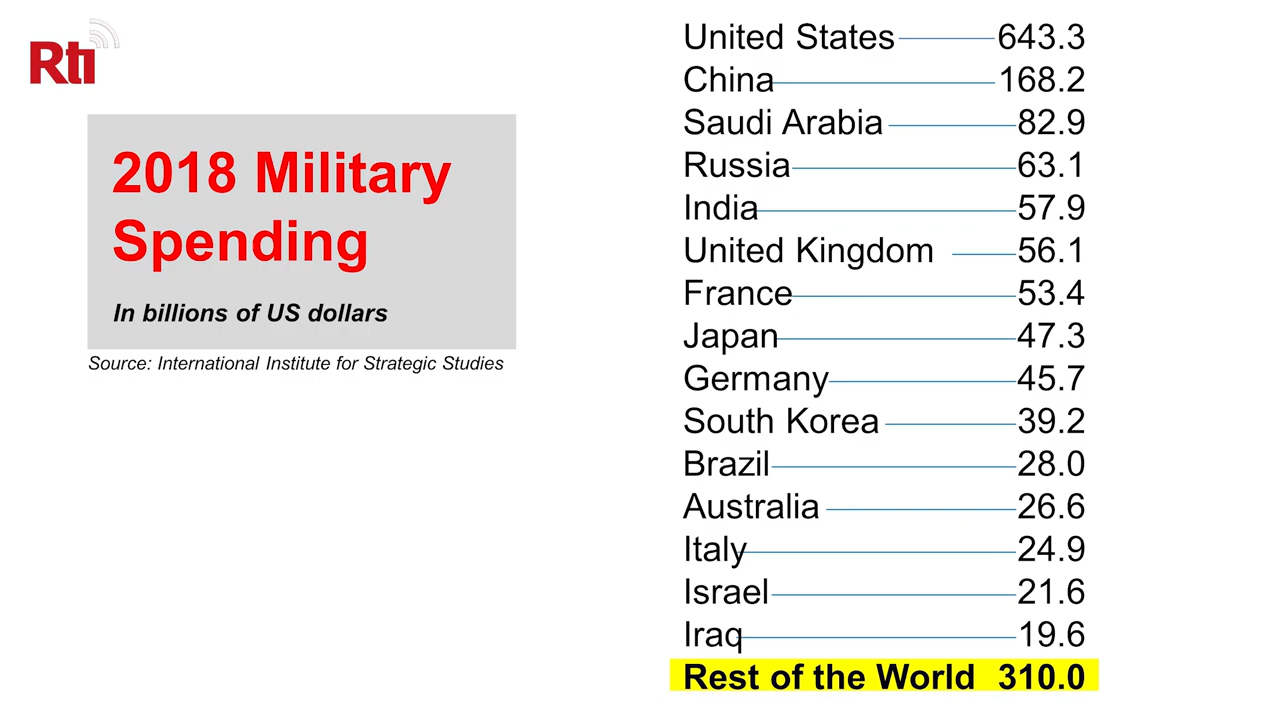 Rti
2018 Military
Spending
In billions of US dollars
Source: International Institute for Strategic Studies
United States 643.3
China 168.2
Saudi Arabia 82.9
Russia 63.1
India 57.9
United Kingdom 56.1
France 53.4
Japan 47.3
Germany 45.7
South Korea 39.2
Brazil 28.0
Australia 26.6
Italy 24.9
Israel 21.6
Iraq 19.6
Rest of the World 310.0